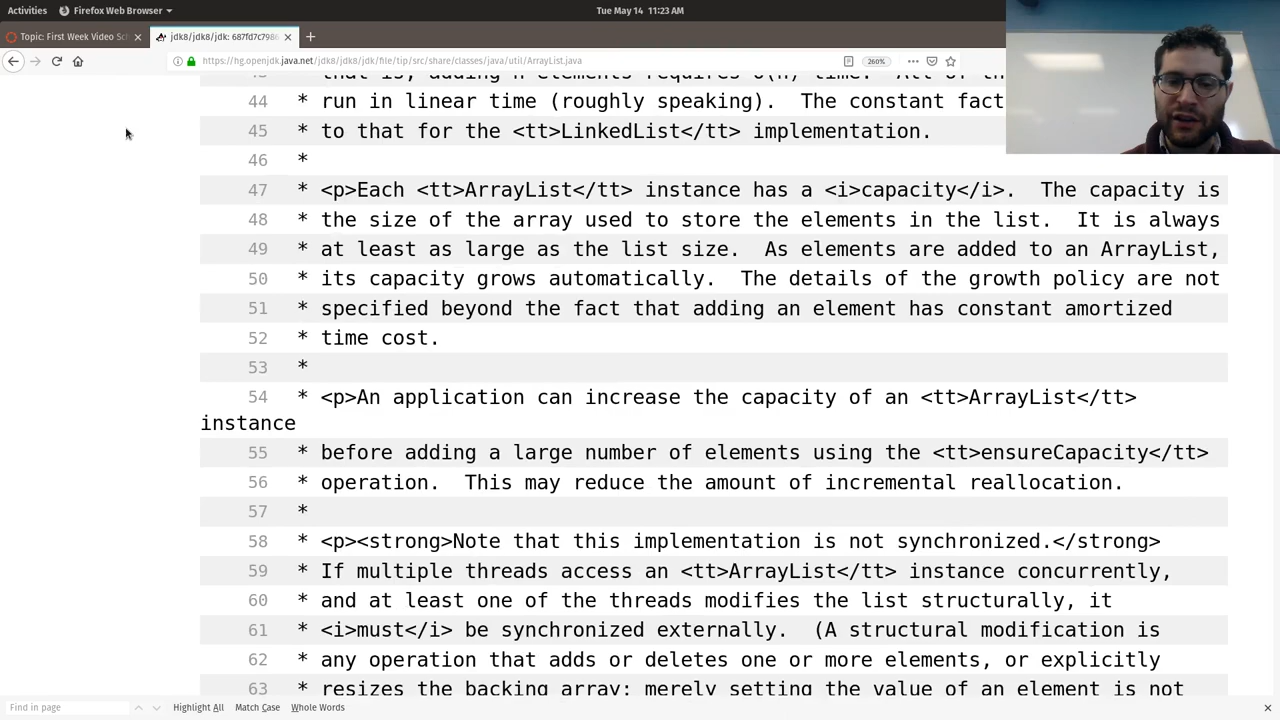 Activities
Firefox Web Browser
Tue May 14 11:23 AM
Topic: First Week Video Sch
jdk8/jdk8/jdk: 687fd7c7986
https://hg.openjdk.java.net/jdk8/jdk8/jdk/file/tip/src/share/classes/java/util/ArrayList.java
260%
44 * run in linear time (roughly speaking). The constant fact
45 * to that for the <tt>LinkedList</tt> implementation.
46 *
47 * <p>Each <tt>ArrayList</tt> instance has a <i>capacity</i>. The capacity is
48 * the size of the array used to store the elements in the list. It is always
49 * at least as large as the list size. As elements are added to an ArrayList,
50 * its capacity grows automatically. The details of the growth policy are not
51 * specified beyond the fact that adding an element has constant amortized
52 * time cost.
53 *
54 * <p>An application can increase the capacity of an <tt>ArrayList</tt>
instance
55 * before adding a large number of elements using the <tt>ensureCapacity</tt>
56 * operation. This may reduce the amount of incremental reallocation.
57 *
58 * <p><strong>Note that this implementation is not synchronized.</strong>
59 * If multiple threads access an <tt>ArrayList</tt> instance concurrently,
60 * and at least one of the threads modifies the list structurally, it
61 * <i>must</i> be synchronized externally. (A structural modification is
62 * any operation that adds or deletes one or more elements, or explicitly
63 * resizes the backing array; merely setting the value of an element is not
Find in page
Highlight All
Match Case
Whole Words